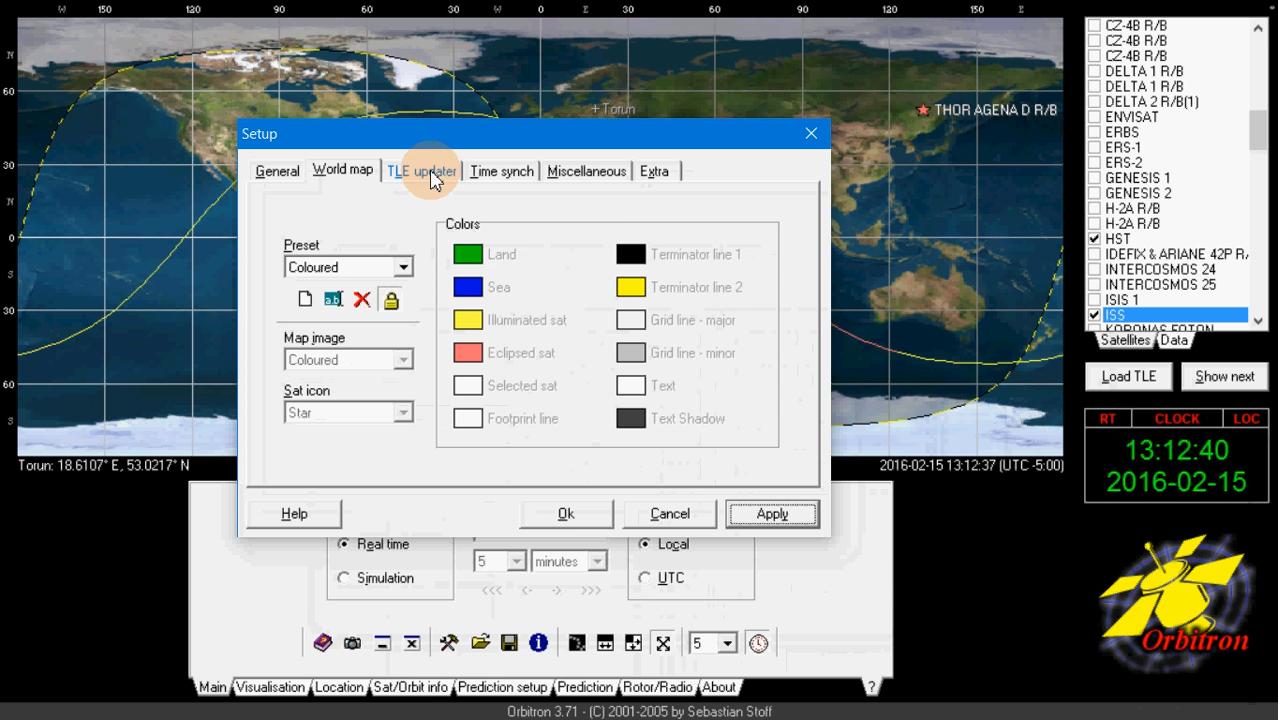 W 150 120 90 60 30 W 0 E 30 60 90 120 150 E
N
60
30
N
0
S
30
60
S
Torun
THOR AGENA D R/B
CZ-4B R/B
CZ-4B R/B
CZ-4B R/B
DELTA 1 R/B
DELTA 1 R/B
DELTA 2 R/B(1)
ENVISAT
ERBS
ERS-1
ERS-2
GENESIS 1
GENESIS 2
H-2A R/B
H-2A R/B
HST
IDEFIX & ARIANE 42P R/
INTERCOSMOS 24
INTERCOSMOS 25
ISIS 1
ISS
KORONAS FOTON
Satellites Data
Load TLE Show next
RT CLOCK LOC
13:12:40
2016-02-15
Orbitron
Setup
General World map TLE updater Time synch Miscellaneous Extra
Preset
Coloured
ab
Map image
Coloured
Sat icon
Star
Colors
Land Terminator line 1
Sea Terminator line 2
Illuminated sat Grid line - major
Eclipsed sat Grid line - minor
Selected sat Text
Footprint line Text Shadow
Help Ok Cancel Apply
Torun: 18.6107° E, 53.0217° N
2016-02-15 13:12:37 (UTC -5:00)
Real time 5 minutes Local
Simulation <<< <- -> >>> UTC
5
Main Visualisation Location Sat/Orbit info Prediction setup Prediction Rotor/Radio About ?
Orbitron 3.71 - (C) 2001-2005 by Sebastian Stoff